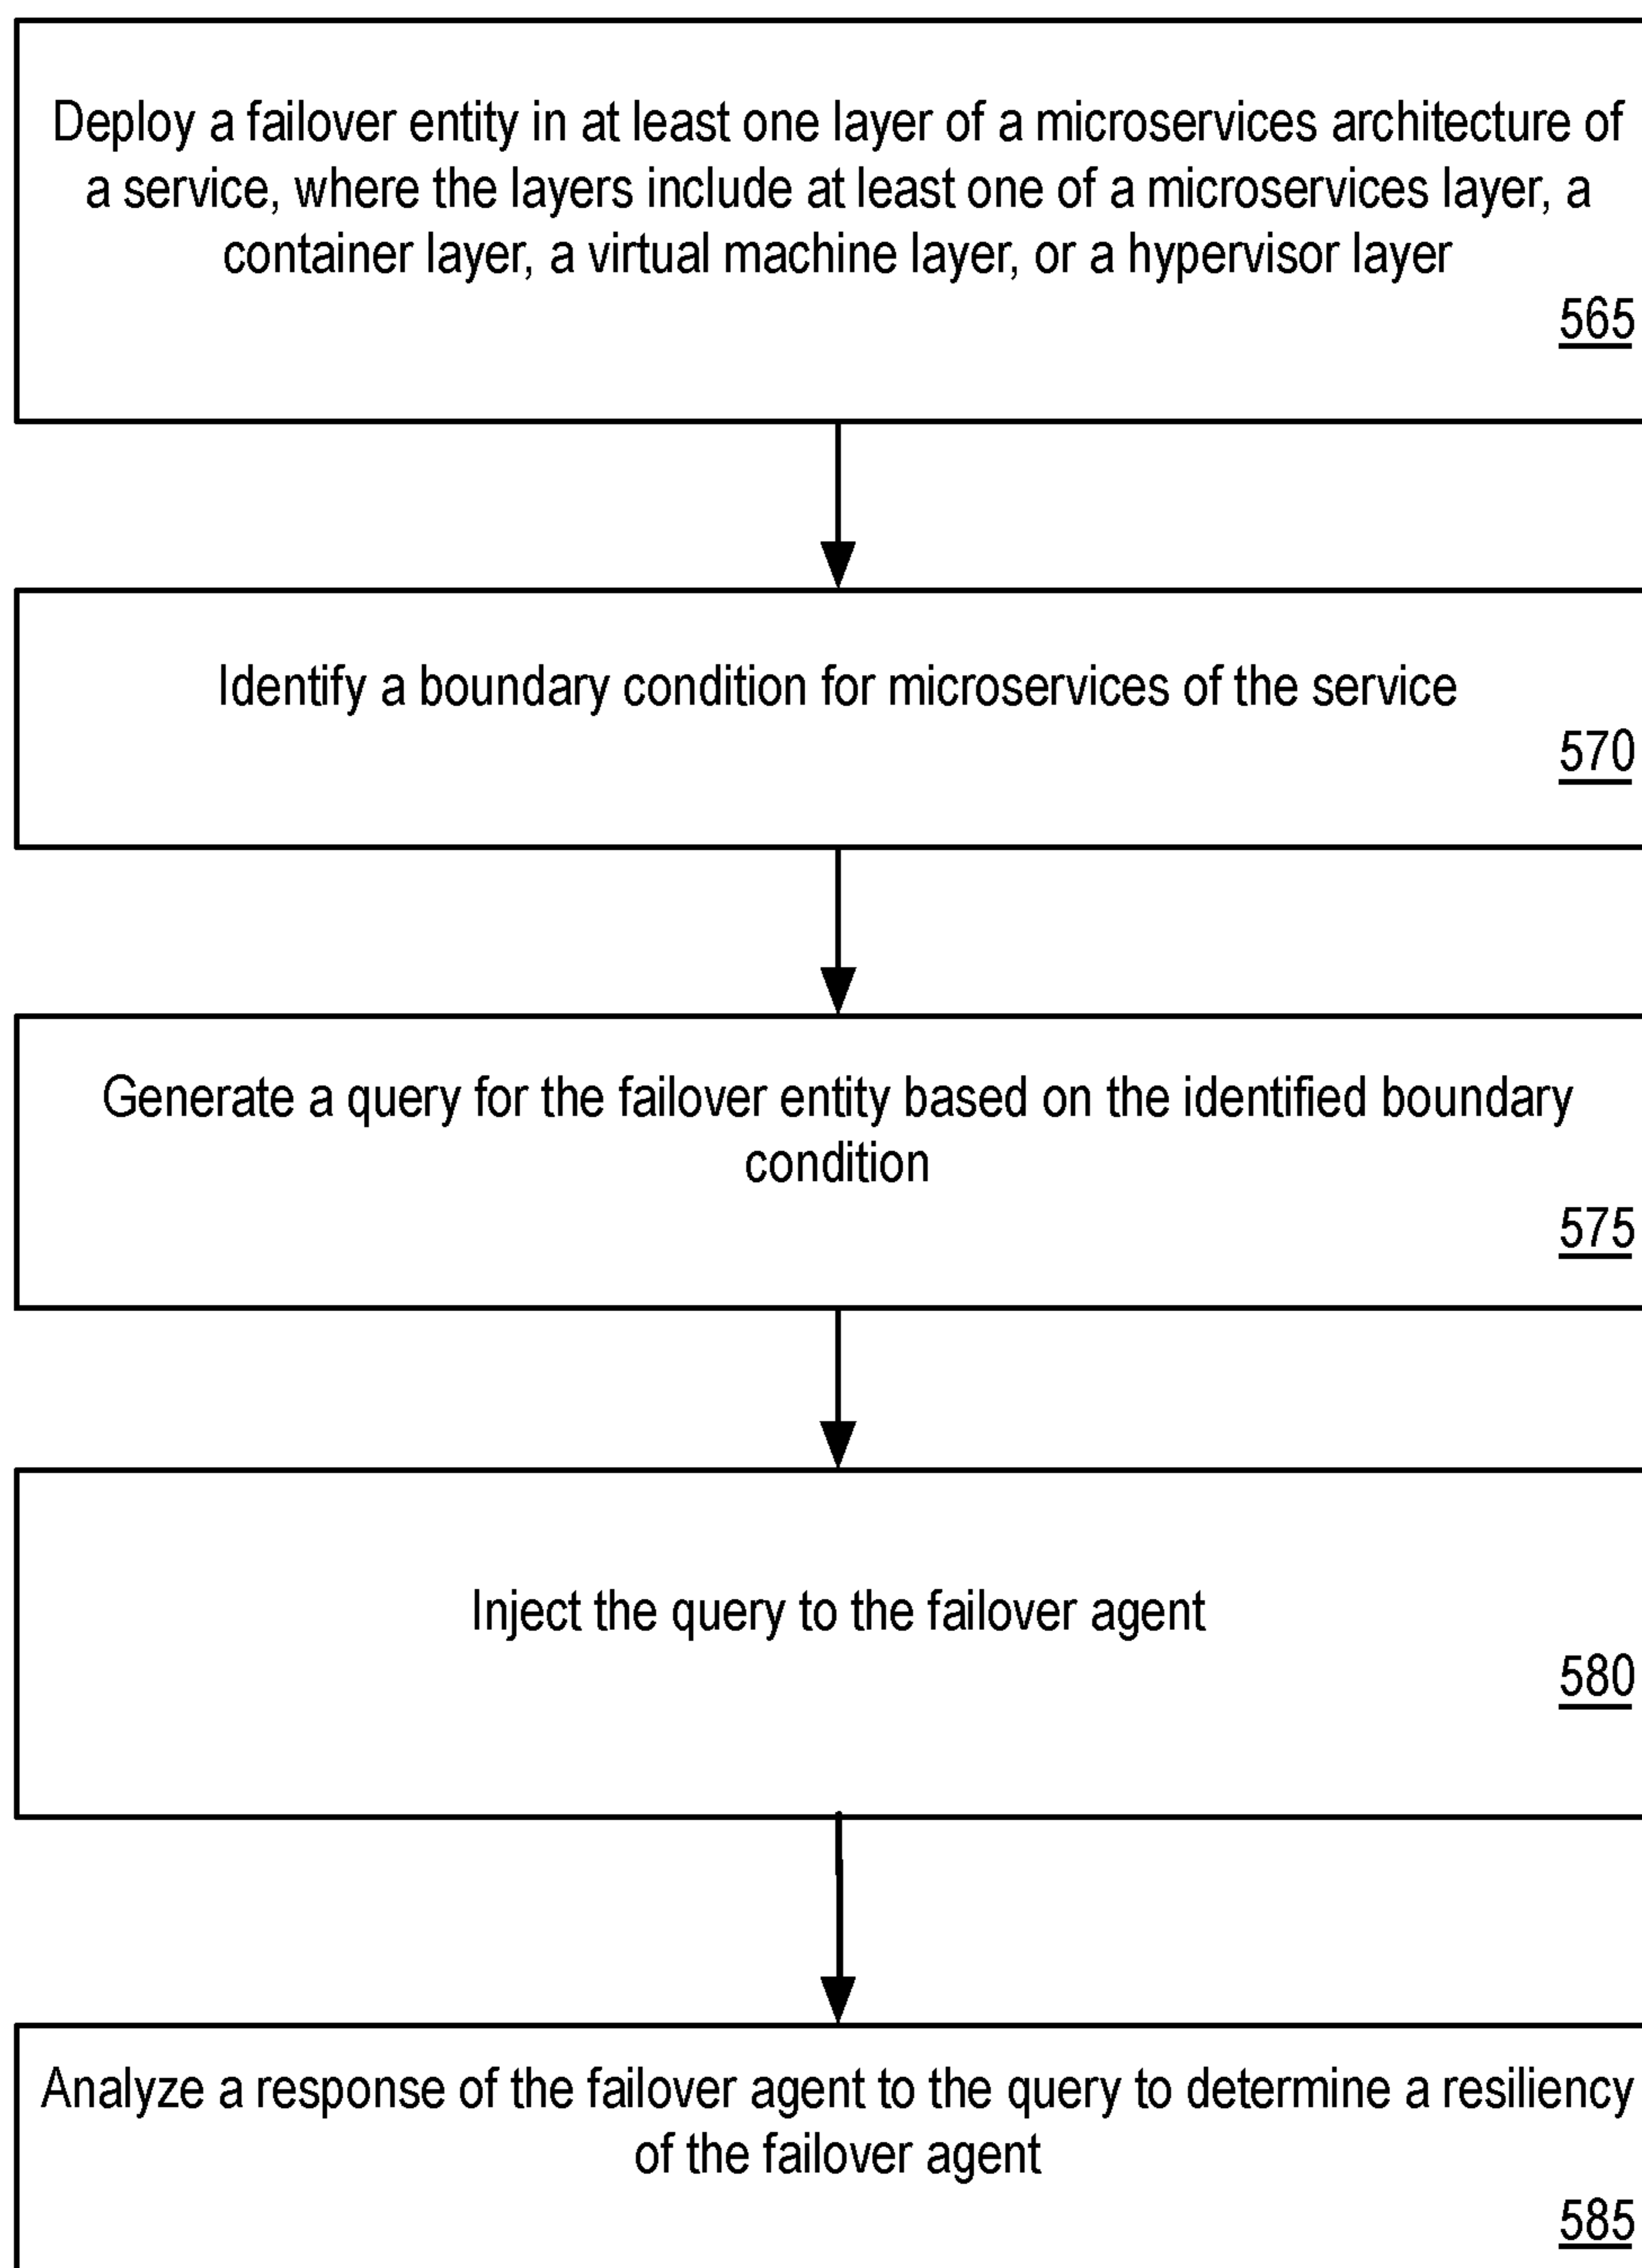 Deploy a failover entity in at least one layer of a microservices architecture of
a service, where the layers include at least one of a microservices layer, a
container layer, a virtual machine layer, or a hypervisor layer
565
Identify a boundary condition for microservices of the service
570
Generate a query for the failover entity based on the identified boundary
condition
575
Inject the query to the failover agent
580
Analyze a response of the failover agent to the query to determine a resiliency
of the failover agent
585